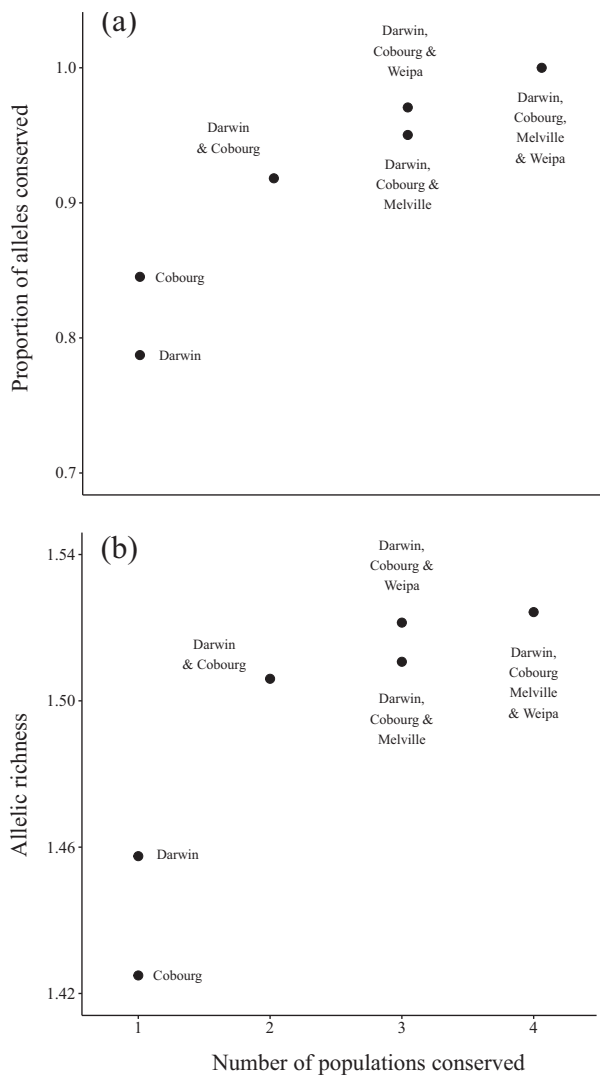 (a)
Proportion of alleles conserved
1.0
0.9
0.8
0.7
Darwin,
Cobourg &
Weipa
Darwin
& Cobourg
Darwin,
Cobourg,
Melville
& Weipa
Darwin,
Cobourg &
Melville
Cobourg
Darwin
(b)
Allelic richness
1.54
1.50
1.46
1.42
Darwin,
Cobourg &
Weipa
Darwin
& Cobourg
Darwin,
Cobourg
Melville
& Weipa
Darwin,
Cobourg &
Melville
Darwin
Cobourg
1
2
3
4
Number of populations conserved